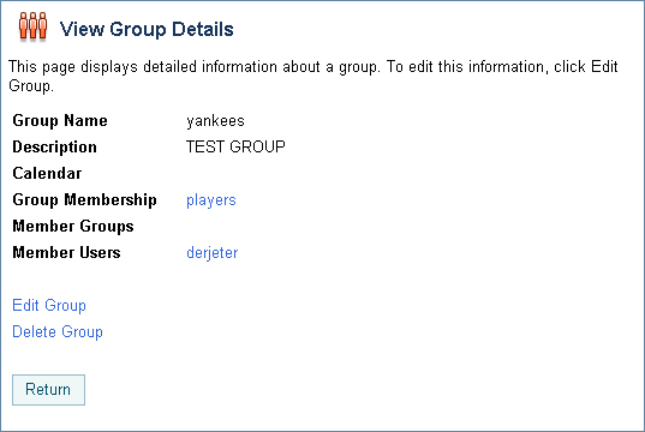 View Group Details
This page displays detailed information about a group. To edit this information, click Edit
Group.
Group Name yankees
Description TEST GROUP
Calendar
Group Membership players
Member Groups
Member Users derjeter
Edit Group
Delete Group
Return